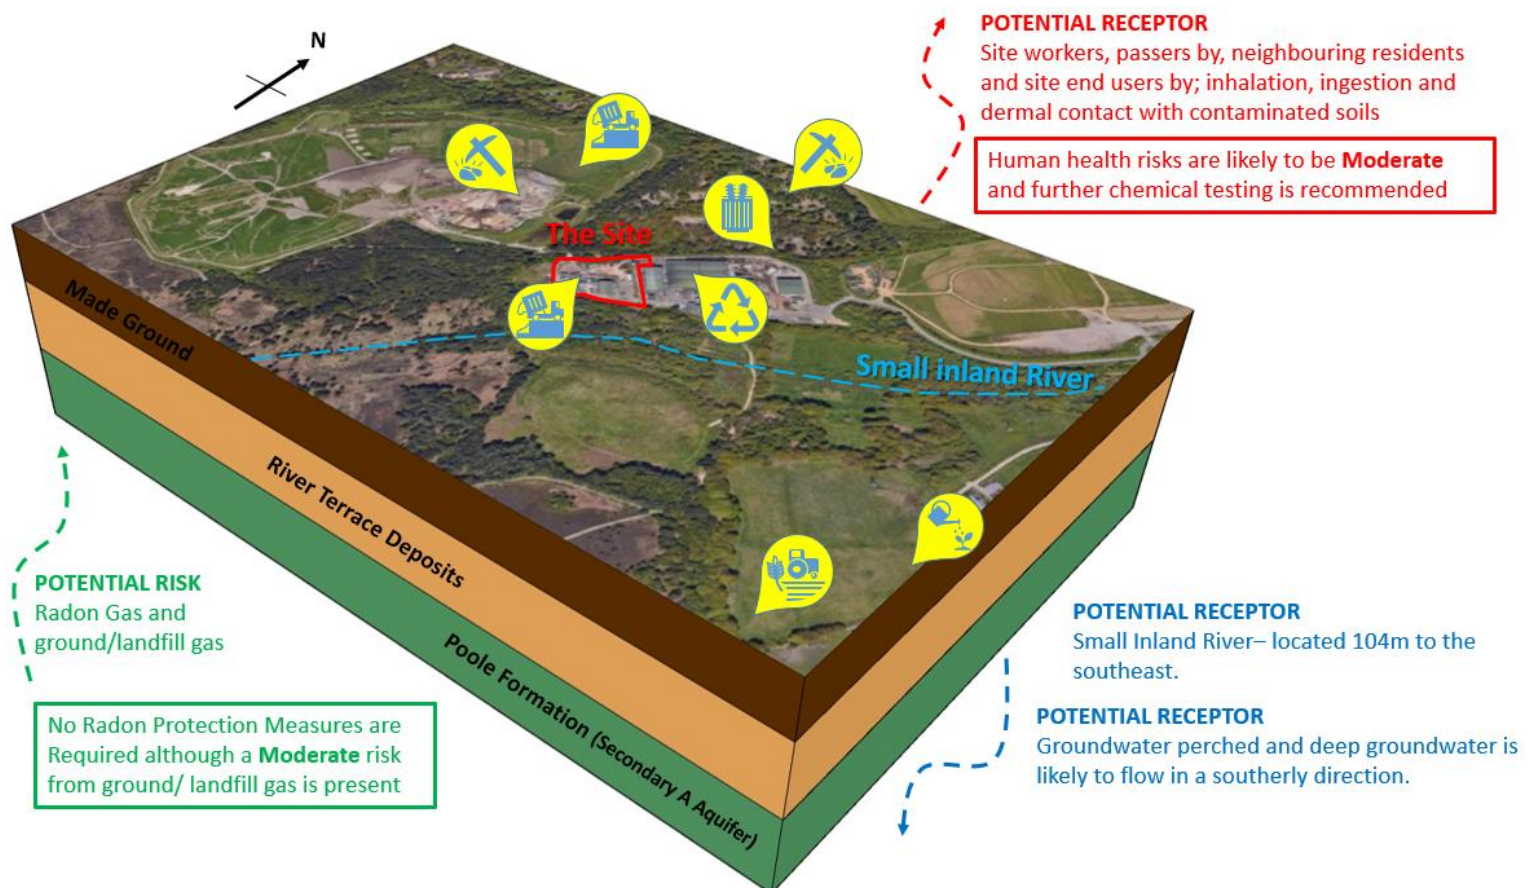 N
POTENTIAL RECEPTOR
Site workers, passers by, neighbouring residents
and site end users by; inhalation, ingestion and
dermal contact with contaminated soils
Human health risks are likely to be Moderate
and further chemical testing is recommended
The Site
Small inland River
Made Ground
River Terrace Deposits
Poole Formation (Secondary A Aquifer)
POTENTIAL RISK
Radon Gas and
ground/landfill gas
No Radon Protection Measures are
Required although a Moderate risk
from ground/ landfill gas is present
POTENTIAL RECEPTOR
Small Inland River– located 104m to the
southeast.
POTENTIAL RECEPTOR
Groundwater perched and deep groundwater is
likely to flow in a southerly direction.